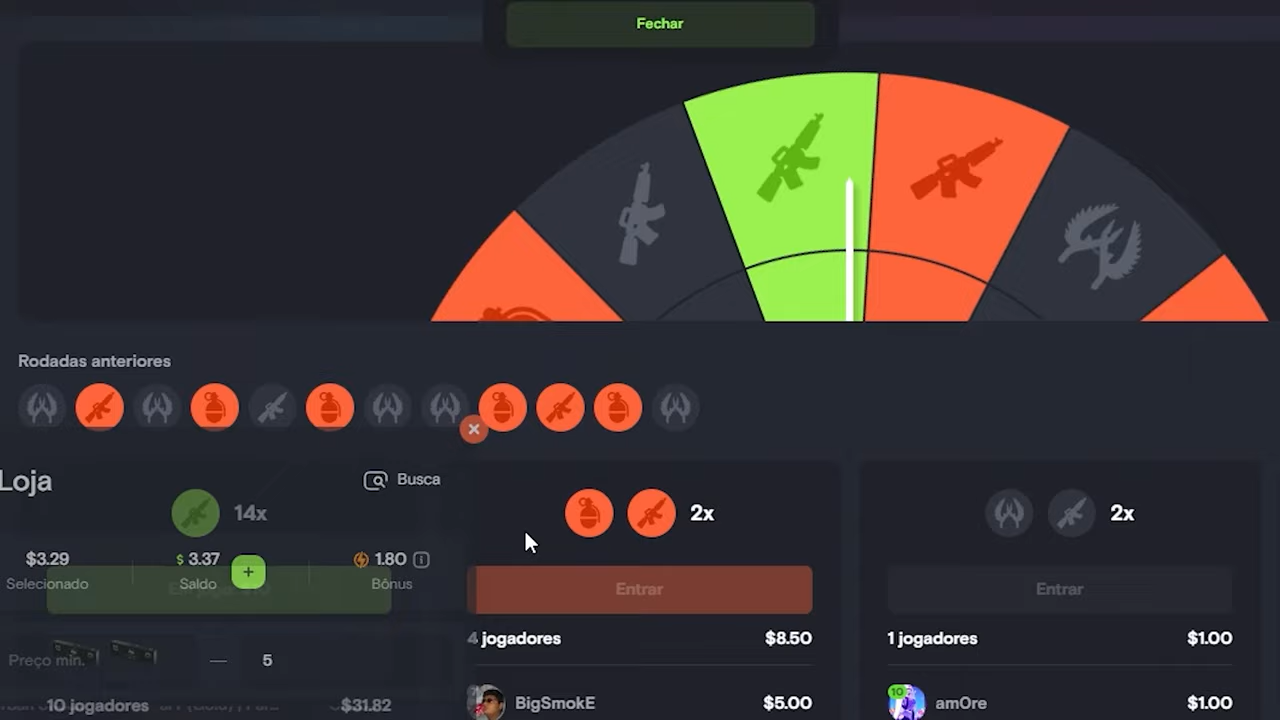 Fechar
Rodadas anteriores
Loja
Busca
14x
2x
2x
$3.29
$ 3.37
1.80
Selecionado
Saldo
Bônus
Entrar
Entrar
4 jogadores
$8.50
1 jogadores
$1.00
Preço min.
5
10 jogadores
$31.82
BigSmokE
$5.00
10
amOre
$1.00